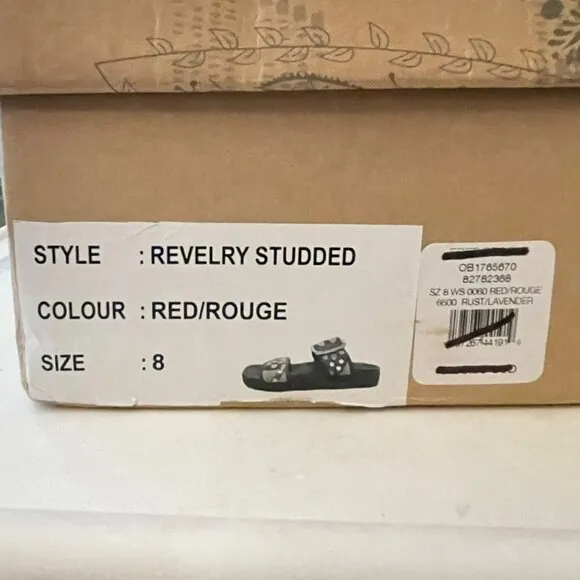 STYLE : REVELRY STUDDED
COLOUR : RED/ROUGE
SIZE : 8
OB1765670
82782368
SZ 8 WS 0060 RED/ROUGE
6600 RUST/LAVENDER